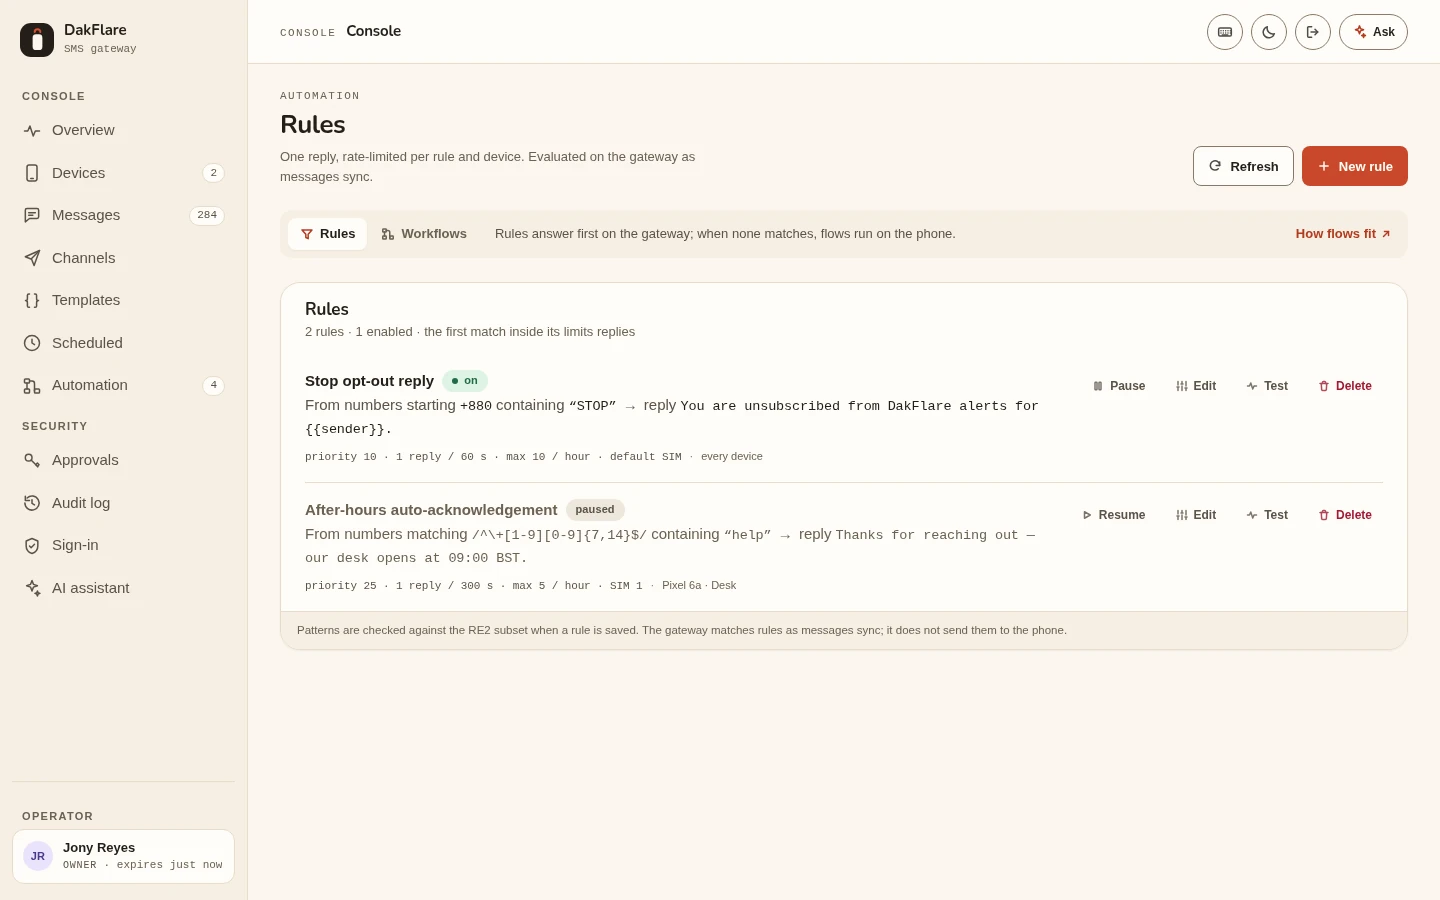 DakFlare
SMS gateway
CONSOLE
Overview
Devices 2
Messages 284
Channels
Templates
Scheduled
Automation 4
SECURITY
Approvals
Audit log
Sign-in
AI assistant
OPERATOR
JR
Jony Reyes
OWNER · expires just now
CONSOLE Console
Ask
AUTOMATION
Rules
One reply, rate-limited per rule and device. Evaluated on the gateway as
messages sync.
Refresh
New rule
Rules Workflows Rules answer first on the gateway; when none matches, flows run on the phone. How flows fit ↗
Rules
2 rules · 1 enabled · the first match inside its limits replies
Stop opt-out reply on
Pause Edit Test Delete
From numbers starting +880 containing “STOP” → reply You are unsubscribed from DakFlare alerts for
{{sender}}.
priority 10 · 1 reply / 60 s · max 10 / hour · default SIM · every device
After-hours auto-acknowledgement paused
Resume Edit Test Delete
From numbers matching /^\+[1-9][0-9]{7,14}$/ containing “help” → reply Thanks for reaching out —
our desk opens at 09:00 BST.
priority 25 · 1 reply / 300 s · max 5 / hour · SIM 1 · Pixel 6a · Desk
Patterns are checked against the RE2 subset when a rule is saved. The gateway matches rules as messages sync; it does not send them to the phone.